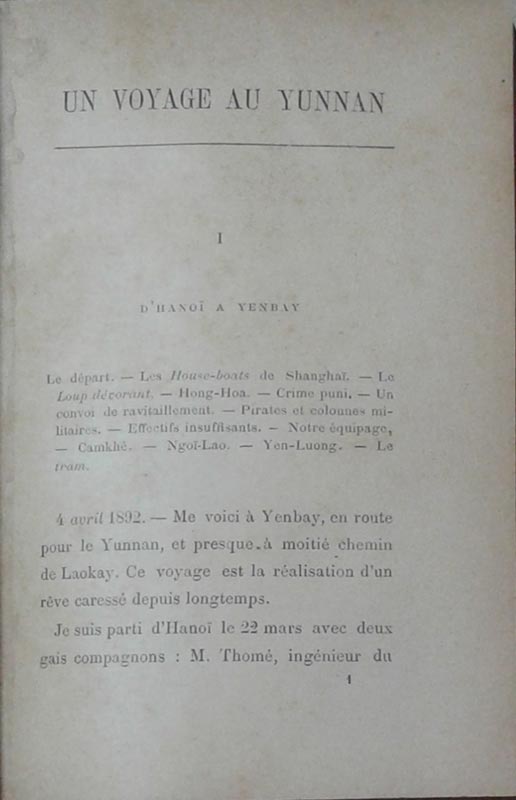 UN VOYAGE AU YUNNAN
I
D'HANOÏ A YENBAY
Le départ. — Les House-boats de Shanghaï. — Le
Loup dévorant. — Hong-Hoa. — Crime puni. — Un
convoi de ravitaillement. — Pirates et colonnes mi-
litaires. — Effectifs insuffisants. — Notre équipage,
— Camkhé. — Ngoï-Lao. — Yen-Luong. — Le
tram.
4 avril 1892. — Me voici à Yenbay, en route
pour le Yunnan, et presque à moitié chemin
de Laokay. Ce voyage est la réalisation d'un
rêve caressé depuis longtemps.
Je suis parti d'Hanoï le 22 mars avec deux
gais compagnons : M. Thomé, ingénieur du
1